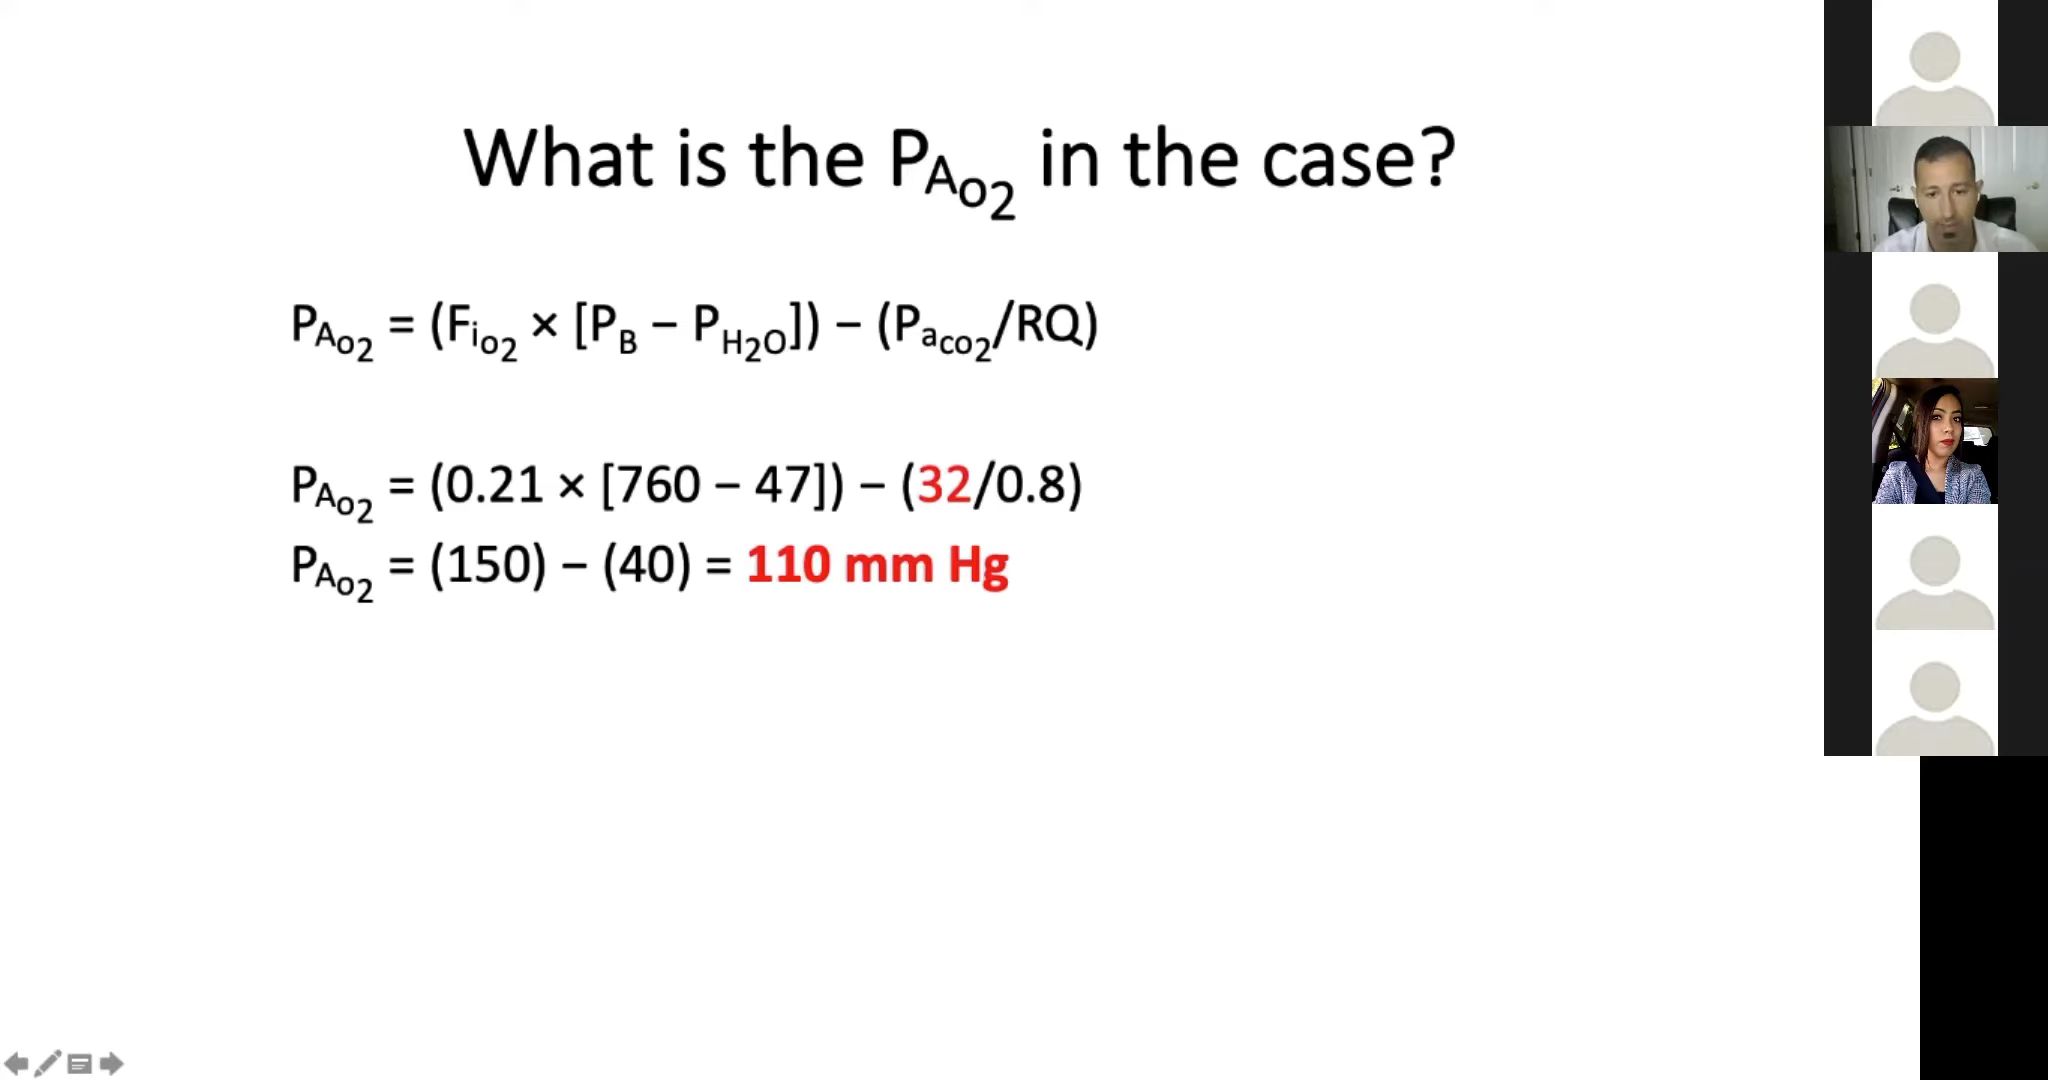 What is the PAO2 in the case?
PAO2 = (FiO2 × [PB − PH2O]) − (PaCO2/RQ)
PAO2 = (0.21 × [760 − 47]) − (32/0.8)
PAO2 = (150) − (40) = 110 mm Hg